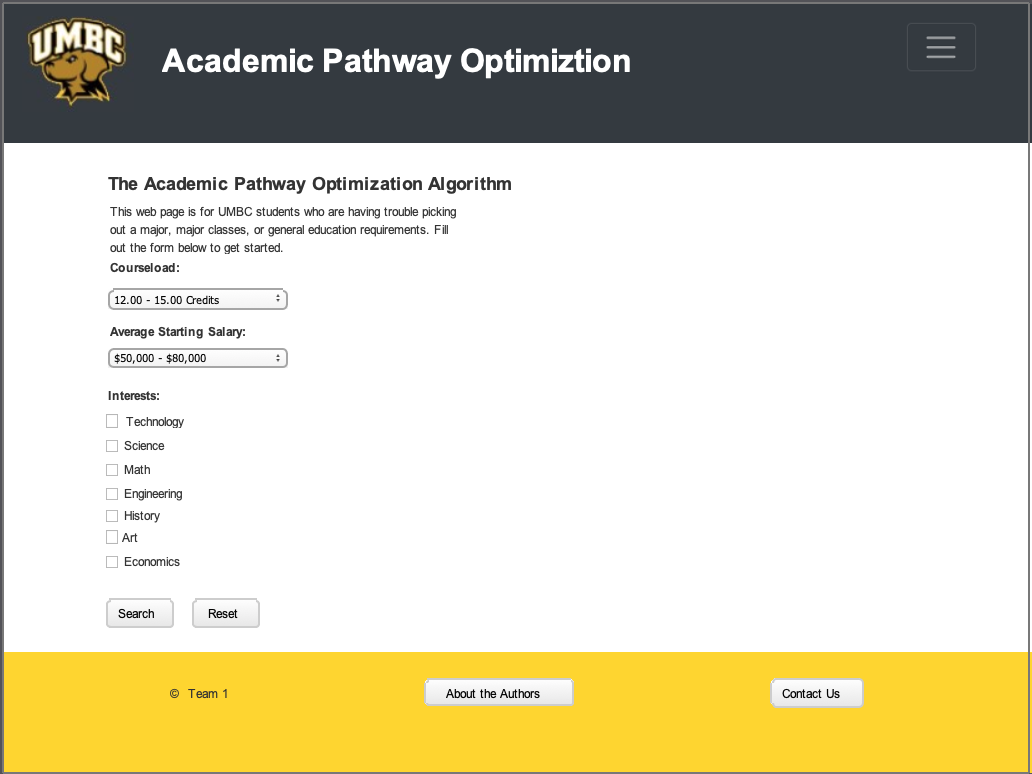 UMBC
Academic Pathway Optimiztion
The Academic Pathway Optimization Algorithm
This web page is for UMBC students who are having trouble picking
out a major, major classes, or general education requirements. Fill
out the form below to get started.
Courseload:
12.00 - 15.00 Credits
Average Starting Salary:
$50,000 - $80,000
Interests:
Technology
Science
Math
Engineering
History
Art
Economics
Search Reset
© Team 1 About the Authors Contact Us